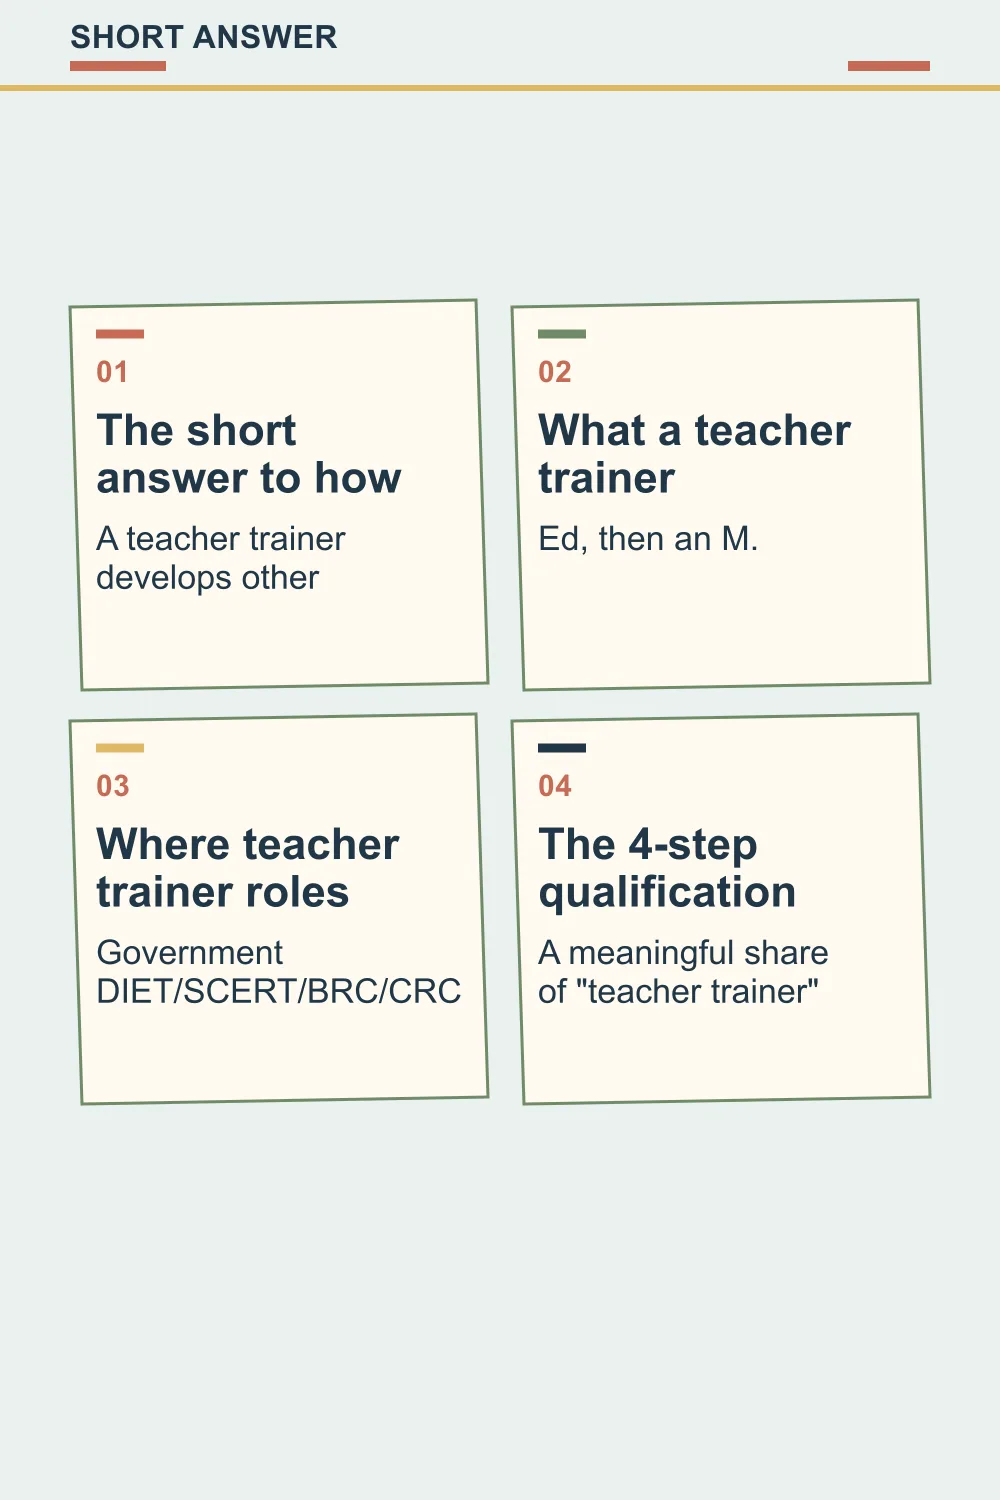 SHORT ANSWER
01
The short
answer to how
A teacher trainer
develops other
02
What a teacher
trainer
Ed, then an M.
03
Where teacher
trainer roles
Government
DIET/SCERT/BRC/CRC
04
The 4-step
qualification
A meaningful share
of "teacher trainer"